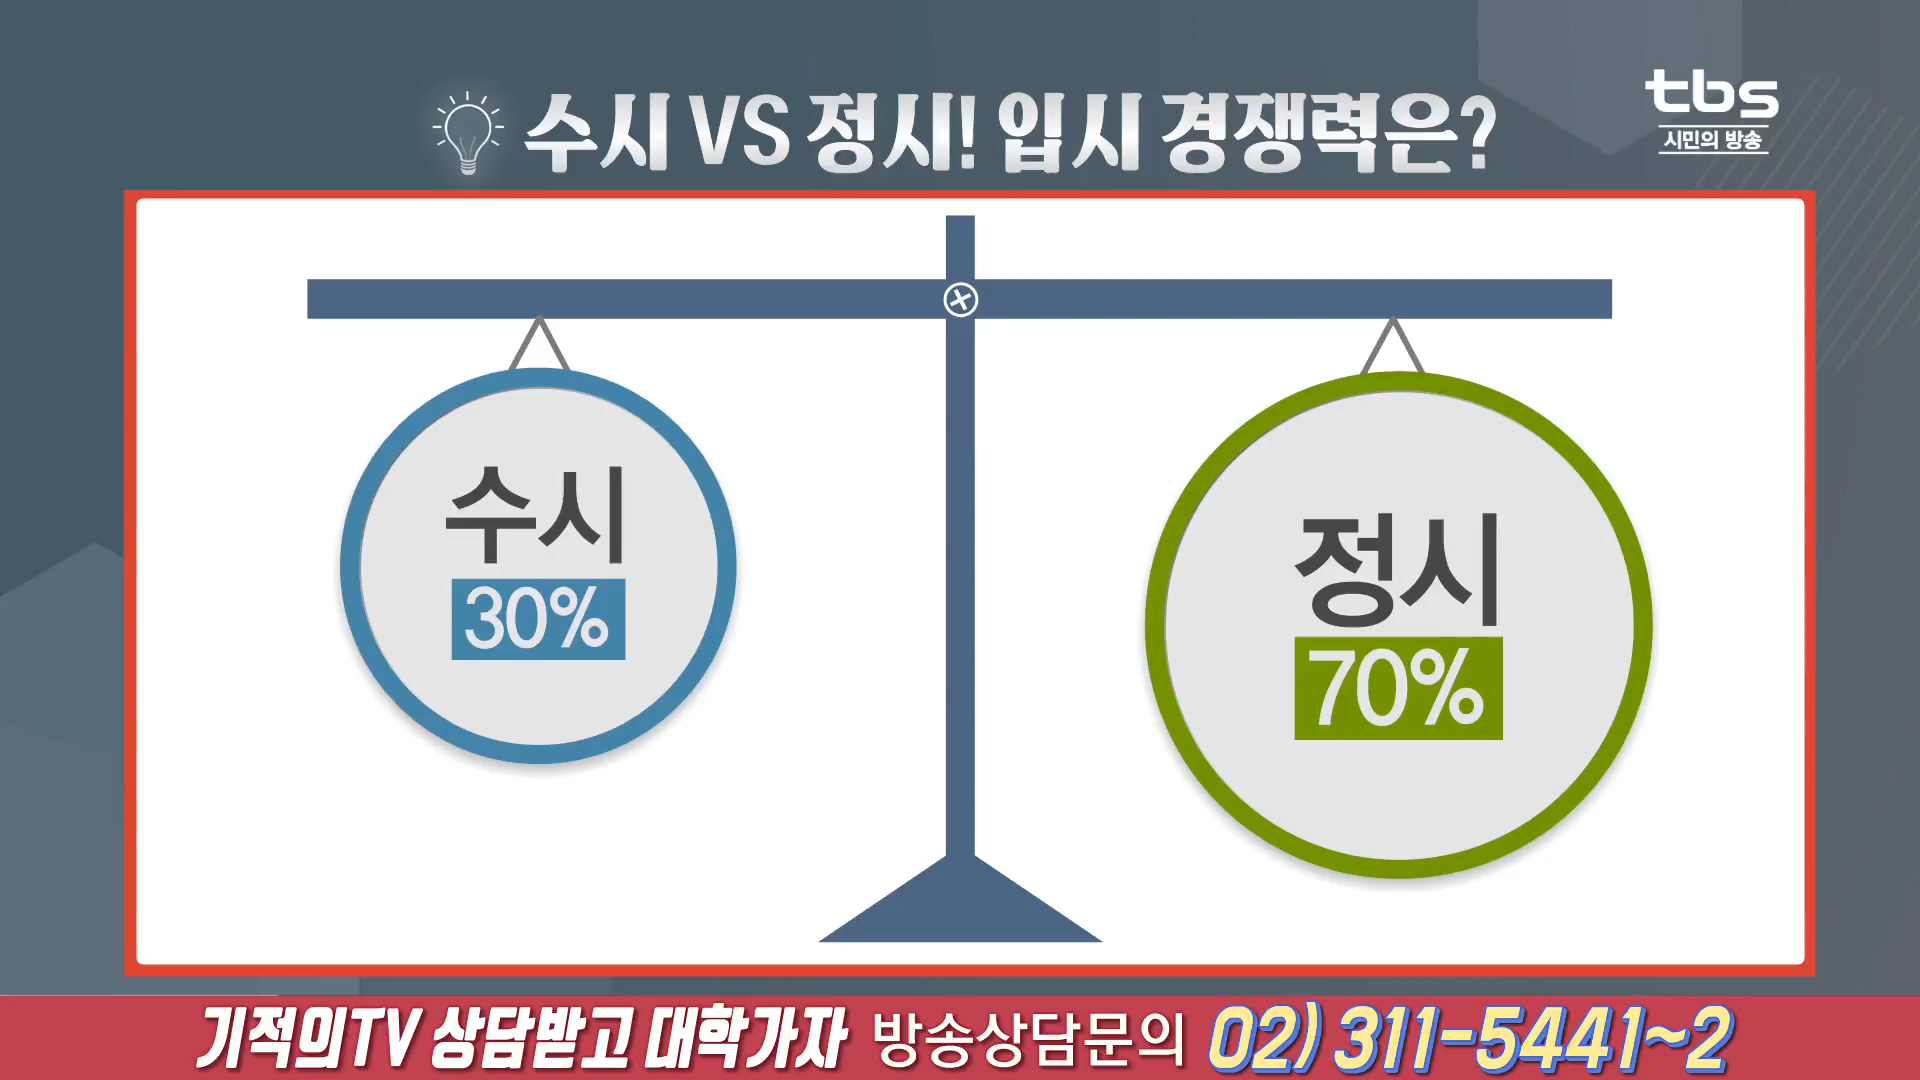 수시 VS 정시! 입시 경쟁력은?
tbs
시민의 방송
수시
30%
정시
70%
기적의TV 상담받고 대학가자 방송상담문의 02) 311-5441~2